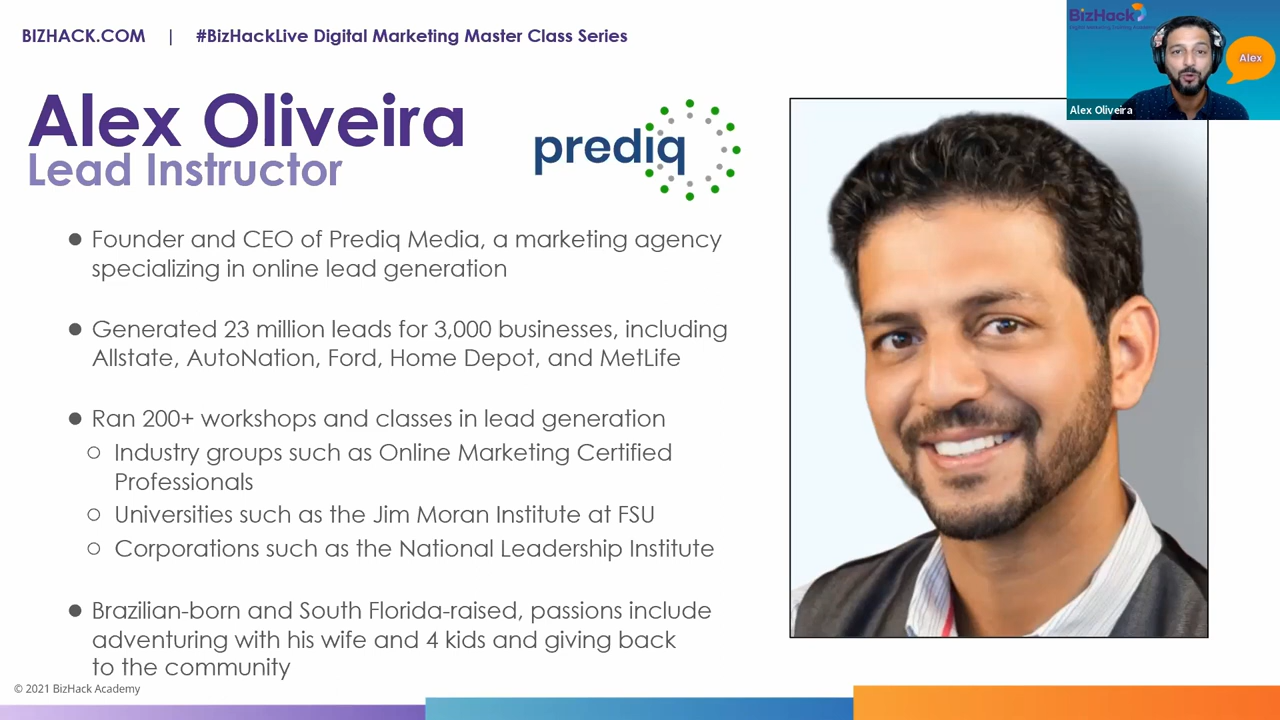 BIZHACK.COM | #BizHackLive Digital Marketing Master Class Series
BizHack
Alex
Alex Oliveira
Alex Oliveira
Lead Instructor
prediq
● Founder and CEO of Prediq Media, a marketing agency
specializing in online lead generation
● Generated 23 million leads for 3,000 businesses, including
Allstate, AutoNation, Ford, Home Depot, and MetLife
● Ran 200+ workshops and classes in lead generation
○ Industry groups such as Online Marketing Certified
Professionals
○ Universities such as the Jim Moran Institute at FSU
○ Corporations such as the National Leadership Institute
● Brazilian-born and South Florida-raised, passions include
adventuring with his wife and 4 kids and giving back
to the community
© 2021 BizHack Academy